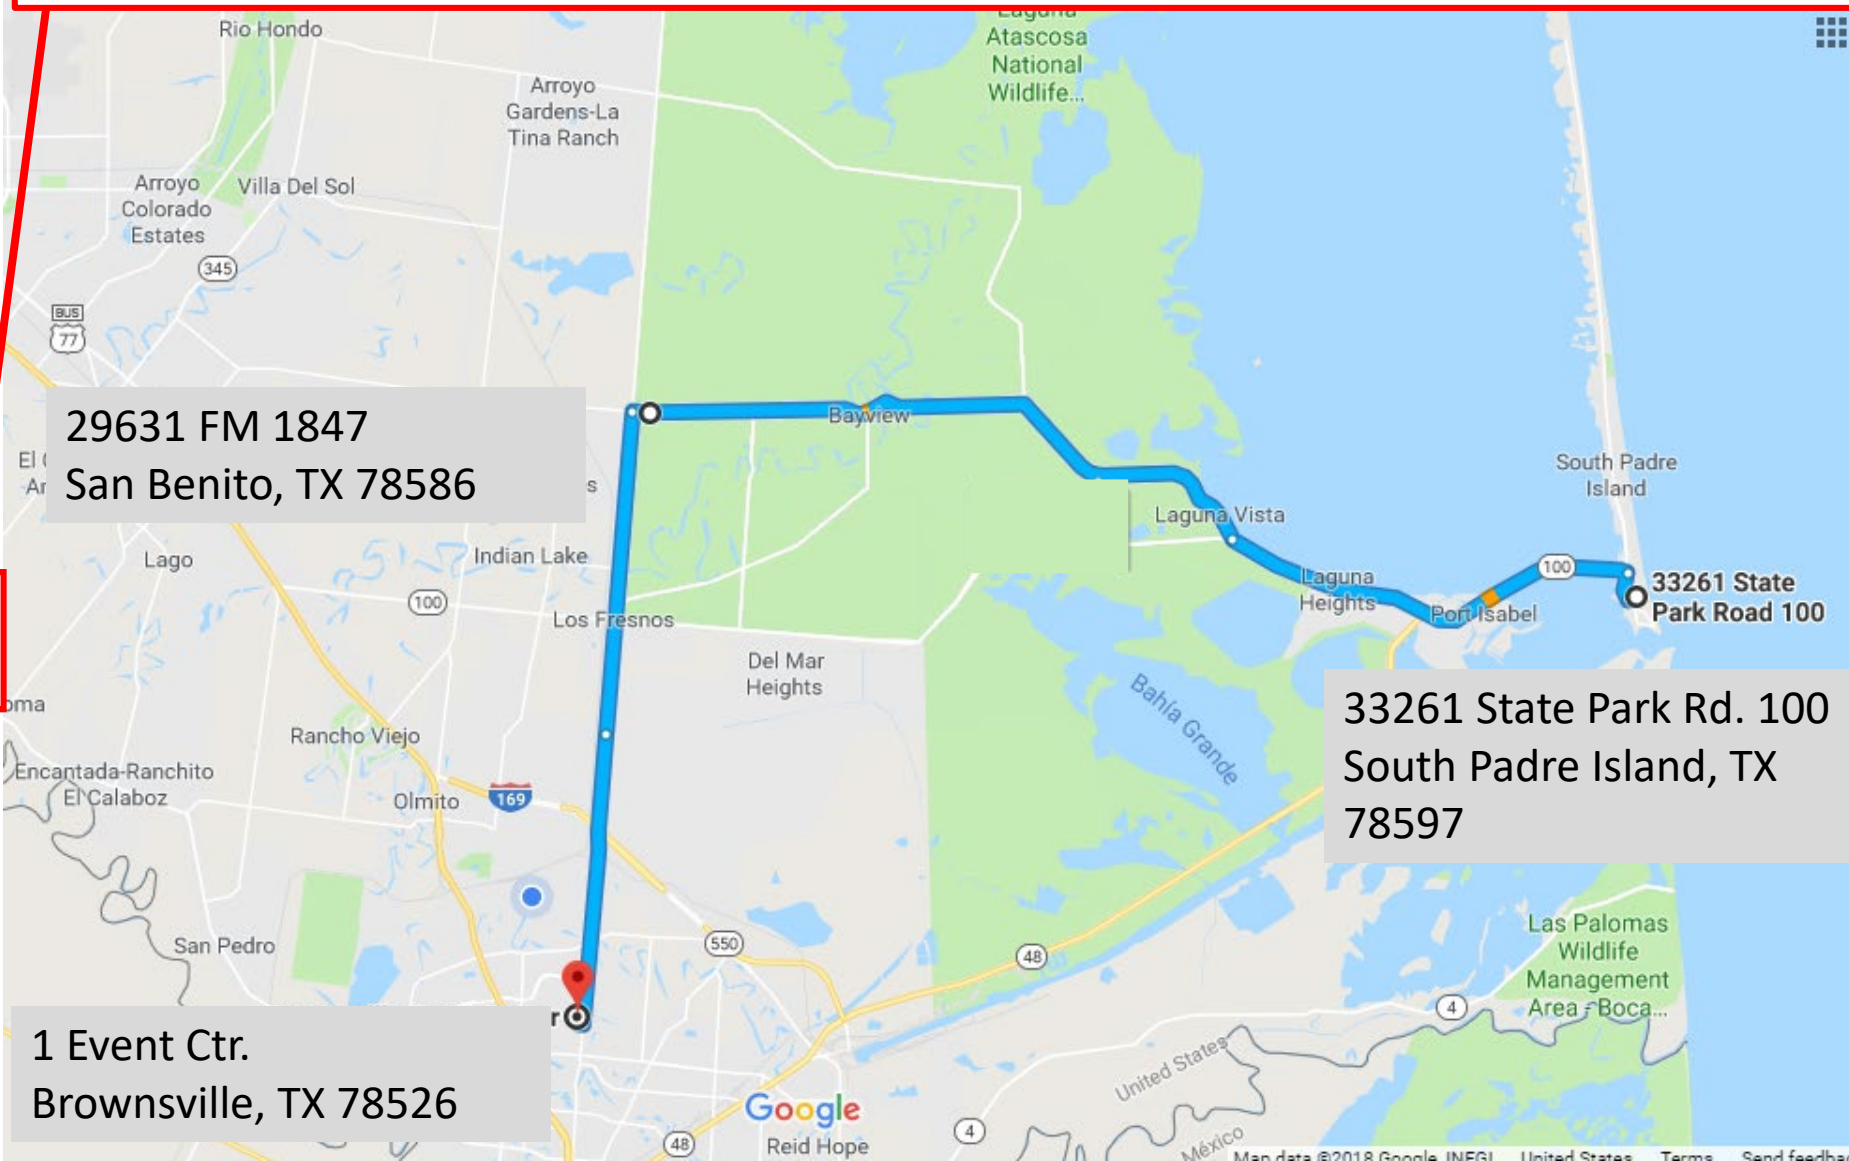 Laguna
Atascosa
National
Wildlife...
Rio Hondo
Arroyo
Gardens-La
Tina Ranch
Arroyo
Colorado
Estates
Villa Del Sol
345
BUS
77
29631 FM 1847
San Benito, TX 78586
Bayview
South Padre
Island
Laguna Vista
Lago
Indian Lake
100
Los Fresnos
Laguna
Heights
Port Isabel
100
33261 State
Park Road 100
Del Mar
Heights
Bahía Grande
33261 State Park Rd. 100
South Padre Island, TX
78597
Rancho Viejo
Encantada-Ranchito
El Calaboz
Olmito
169
San Pedro
550
48
Las Palomas
Wildlife
Management
Area - Boca...
4
1 Event Ctr.
Brownsville, TX 78526
United States
México
Google
Reid Hope
48
4
Map data ©2018 Google, INEGI United States Terms Send feedba